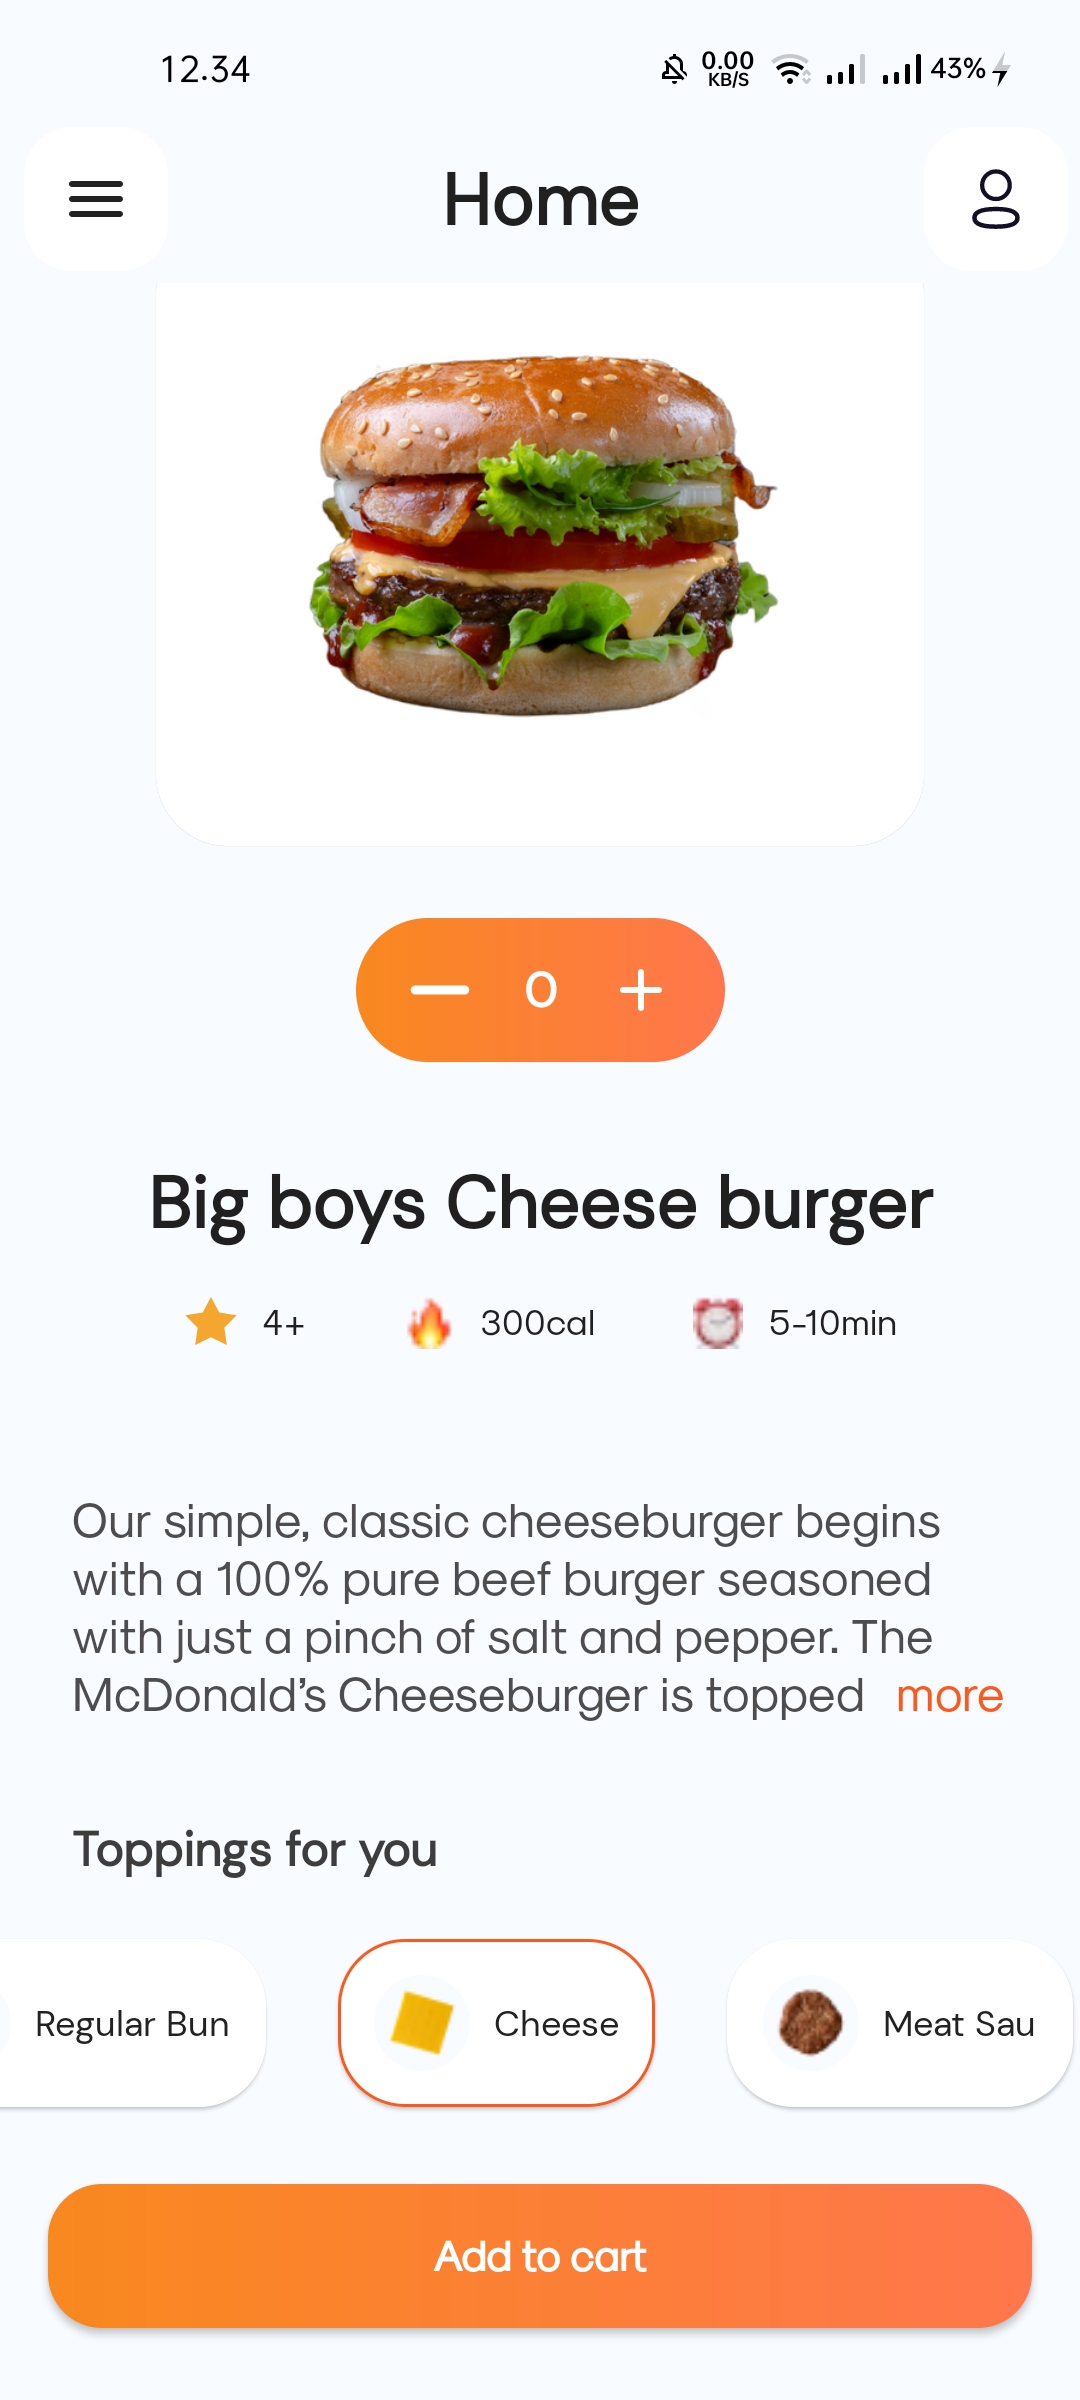 12.34
0.00
KB/S
43%
Home
0
Big boys Cheese burger
4+ 300cal 5-10min
Our simple, classic cheeseburger begins
with a 100% pure beef burger seasoned
with just a pinch of salt and pepper. The
McDonald’s Cheeseburger is topped more
Toppings for you
Regular Bun Cheese Meat Sau
Add to cart